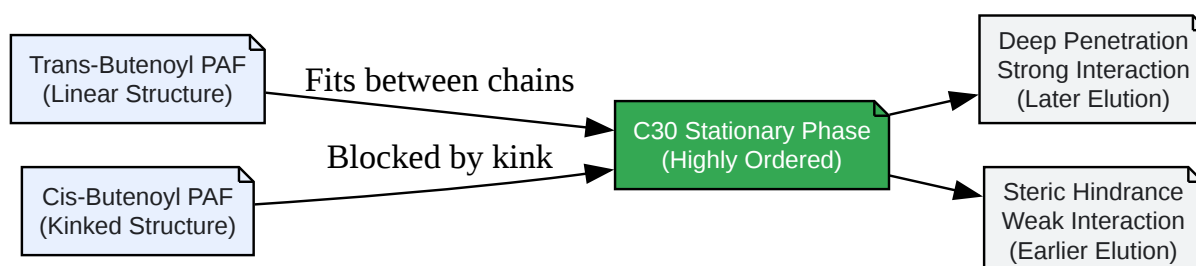 Trans-Butenoyl PAF
(Linear Structure)
Fits between chains
Cis-Butenoyl PAF
(Kinked Structure)
Blocked by kink
C30 Stationary Phase
(Highly Ordered)
Deep Penetration
Strong Interaction
(Later Elution)
Steric Hindrance
Weak Interaction
(Earlier Elution)